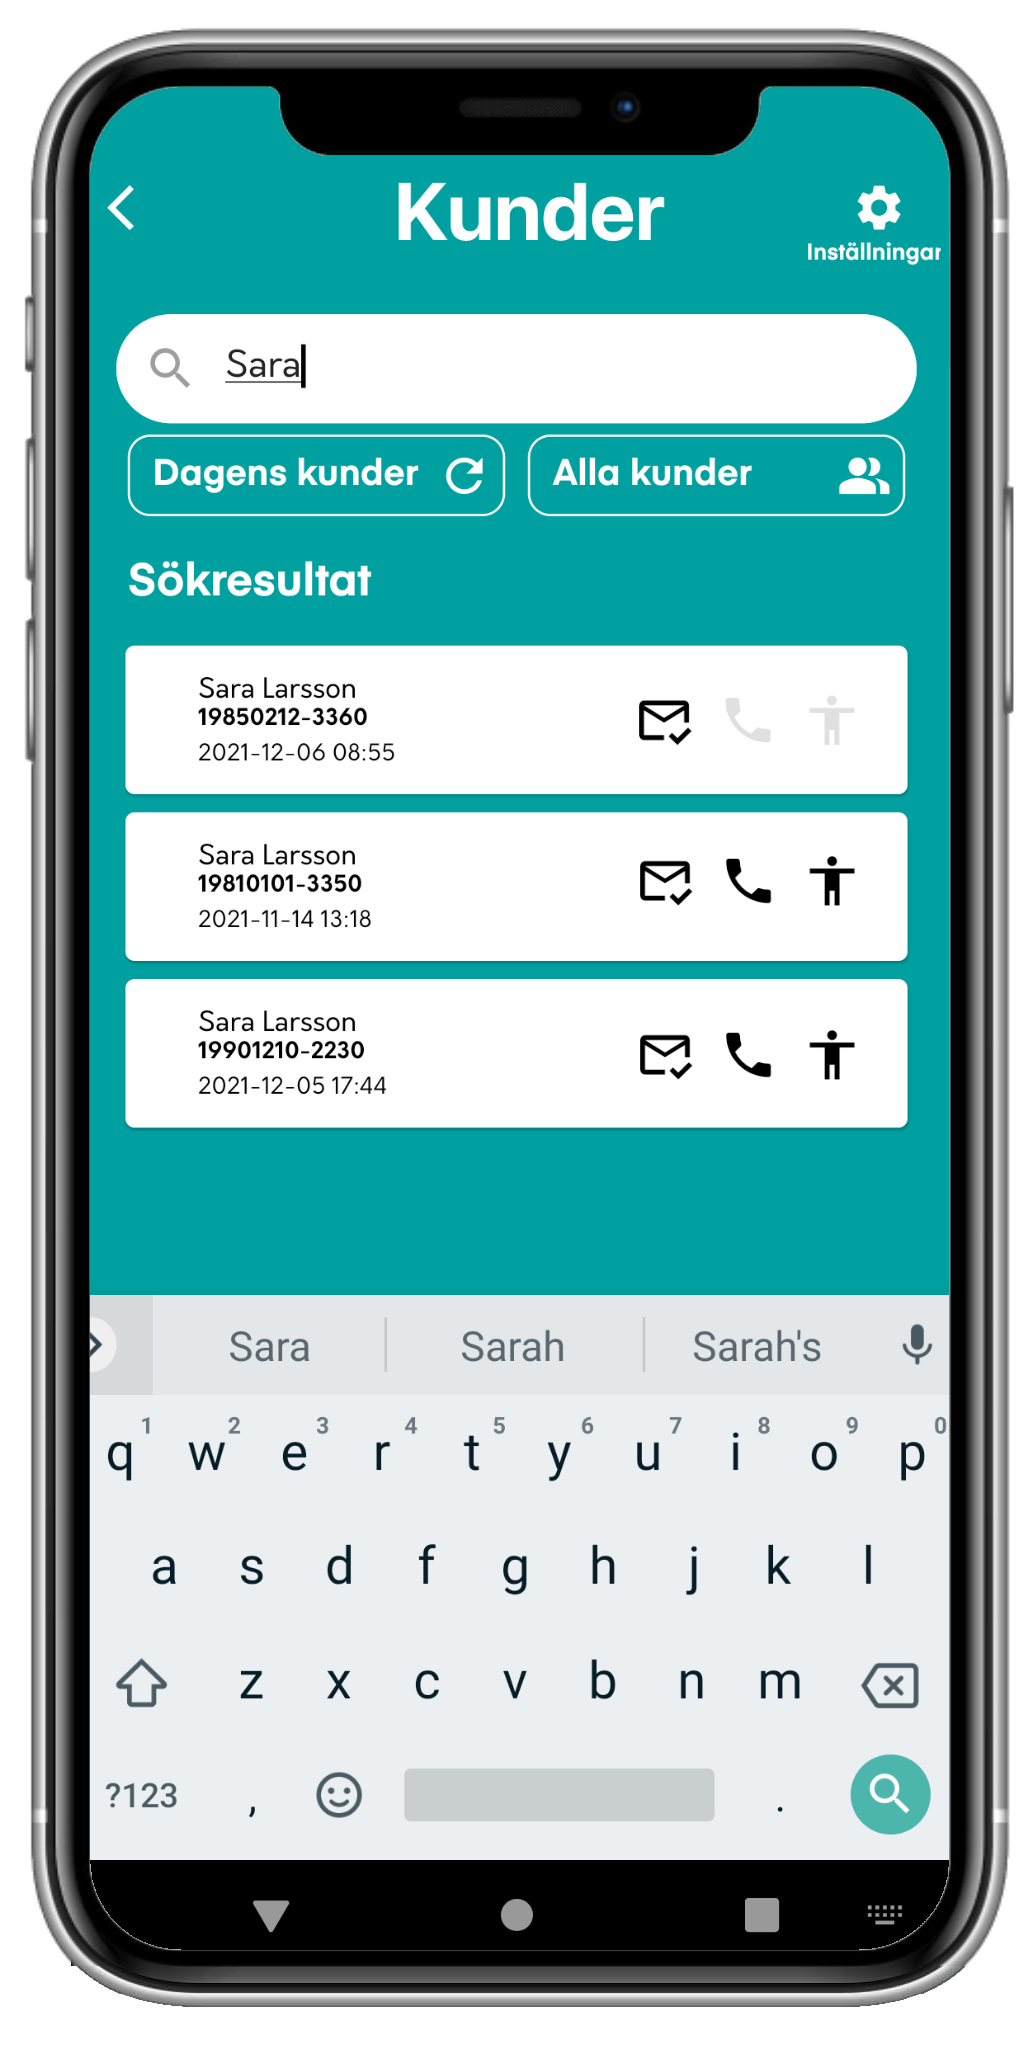 Kunder
Inställningar
Sara
Dagens kunder
Alla kunder
Sökresultat
Sara Larsson
19850212-3360
2021-12-06 08:55
Sara Larsson
19810101-3350
2021-11-14 13:18
Sara Larsson
19901210-2230
2021-12-05 17:44
Sara Sarah Sarah's
1 2 3 4 5 6 7 8 9 0
q w e r t y u i o p
a s d f g h j k l
z x c v b n m
?123 , .